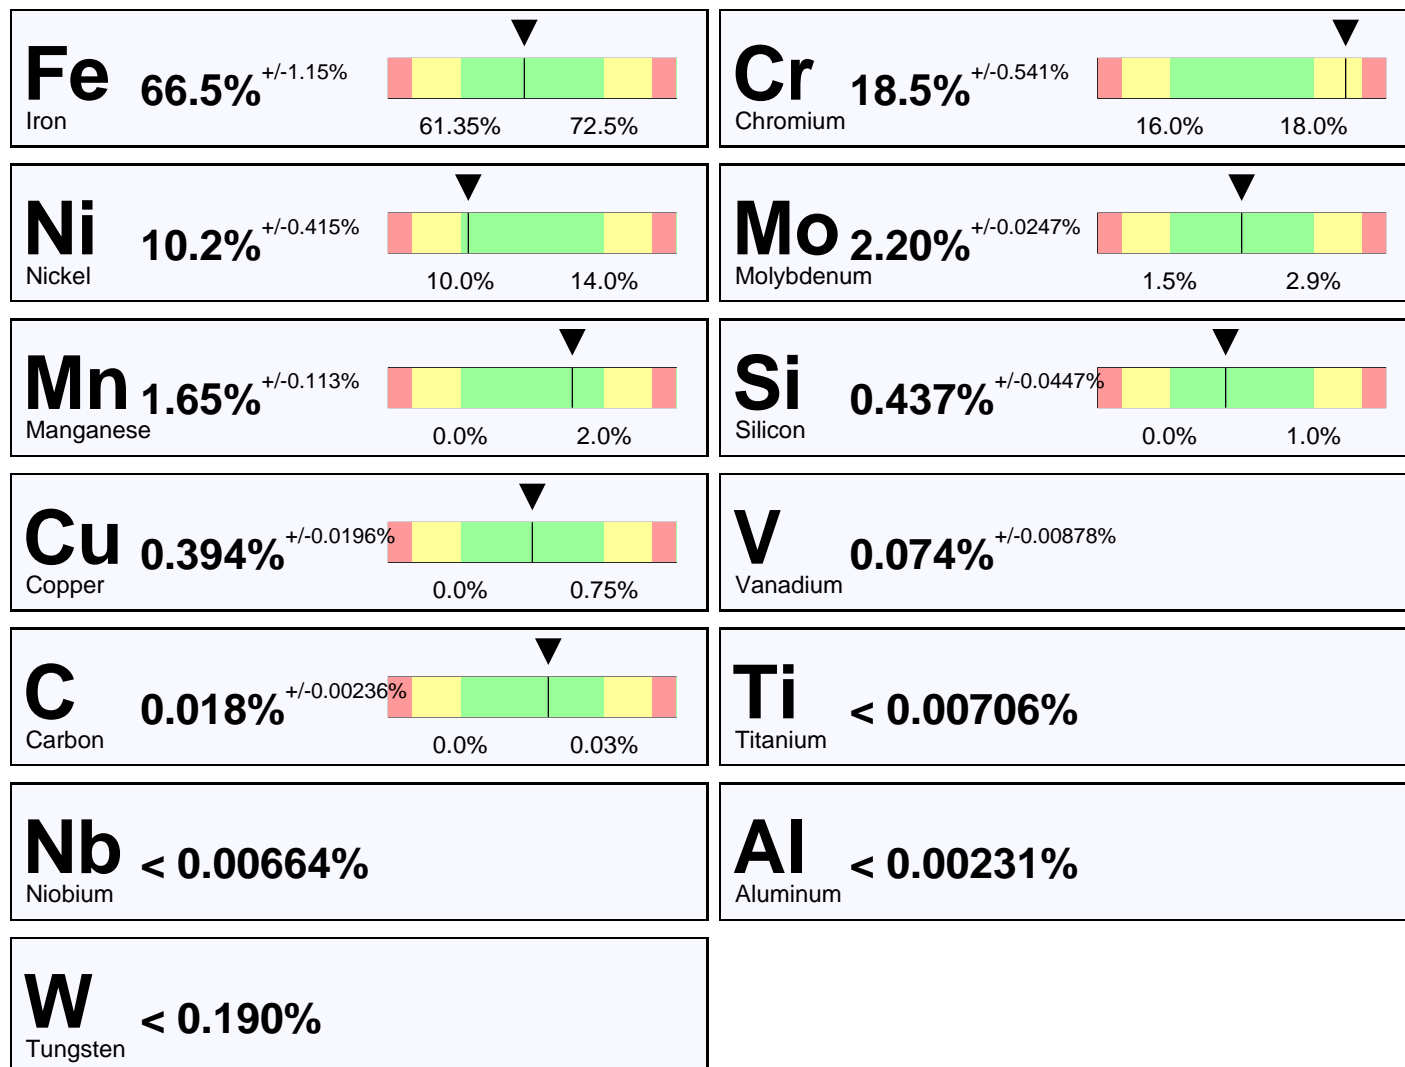 Fe 66.5% +/-1.15%
Iron 61.35% 72.5%
Cr 18.5% +/-0.541%
Chromium 16.0% 18.0%
Ni 10.2% +/-0.415%
Nickel 10.0% 14.0%
Mo 2.20% +/-0.0247%
Molybdenum 1.5% 2.9%
Mn 1.65% +/-0.113%
Manganese 0.0% 2.0%
Si 0.437% +/-0.0447%
Silicon 0.0% 1.0%
Cu 0.394% +/-0.0196%
Copper 0.0% 0.75%
V 0.074% +/-0.00878%
Vanadium
C 0.018% +/-0.00236%
Carbon 0.0% 0.03%
Ti < 0.00706%
Titanium
Nb < 0.00664%
Niobium
Al < 0.00231%
Aluminum
W < 0.190%
Tungsten